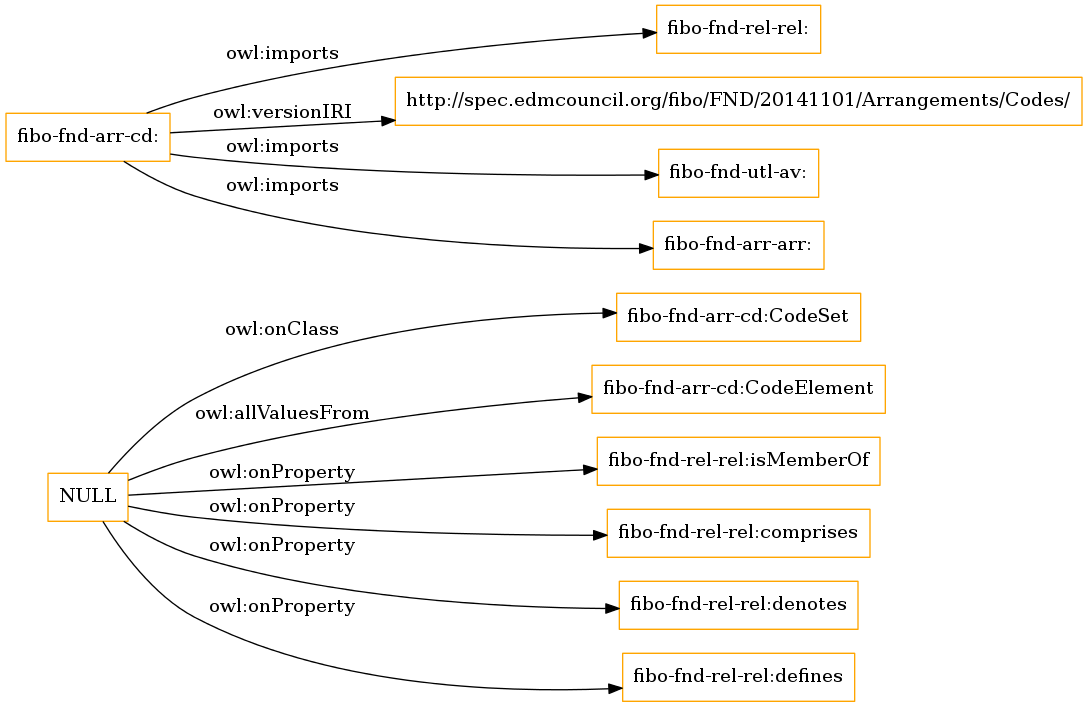 fibo-fnd-rel-rel:
owl:imports
http://spec.edmcouncil.org/fibo/FND/20141101/Arrangements/Codes/
owl:versionIRI
fibo-fnd-arr-cd:
owl:imports
fibo-fnd-utl-av:
owl:imports
fibo-fnd-arr-arr:
fibo-fnd-arr-cd:CodeSet
owl:onClass
fibo-fnd-arr-cd:CodeElement
owl:allValuesFrom
fibo-fnd-rel-rel:isMemberOf
owl:onProperty
NULL
owl:onProperty
fibo-fnd-rel-rel:comprises
owl:onProperty
fibo-fnd-rel-rel:denotes
owl:onProperty
fibo-fnd-rel-rel:defines